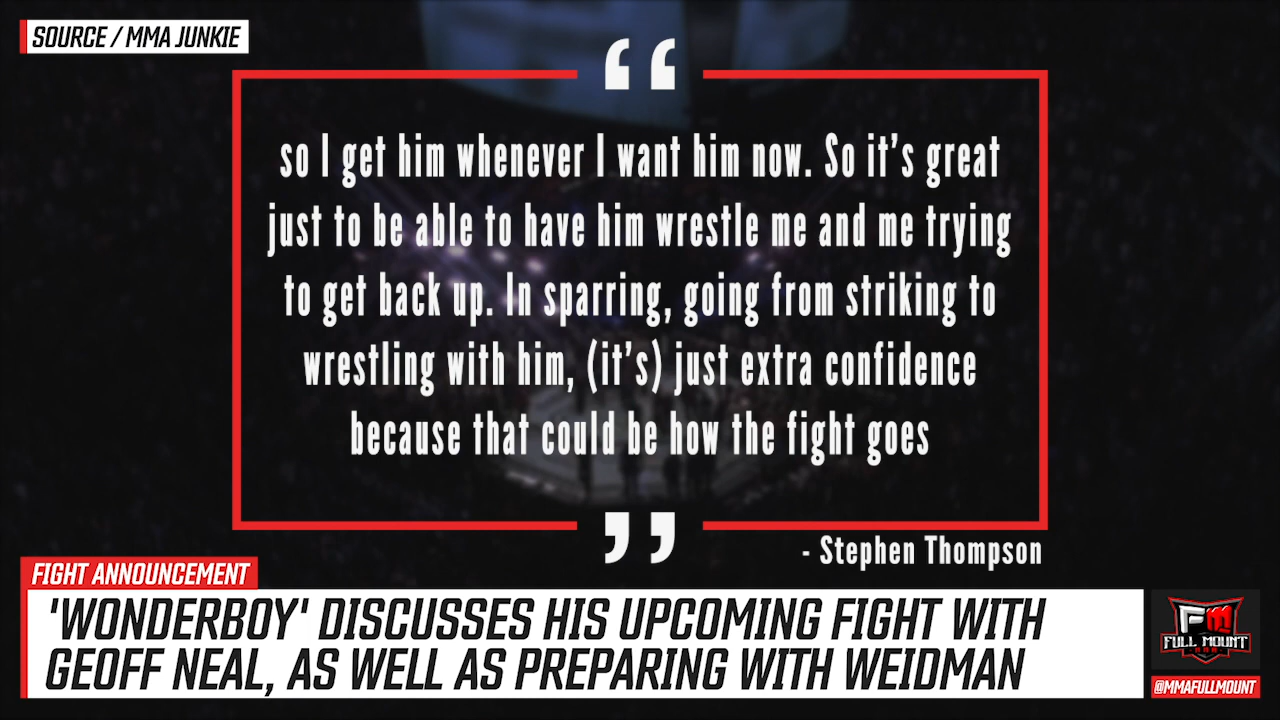 SOURCE / MMA JUNKIE
“
so I get him whenever I want him now. So it's great
just to be able to have him wrestle me and me trying
to get back up. In sparring, going from striking to
wrestling with him, (it's) just extra confidence
because that could be how the fight goes
”
- Stephen Thompson
FIGHT ANNOUNCEMENT
'WONDERBOY' DISCUSSES HIS UPCOMING FIGHT WITH
GEOFF NEAL, AS WELL AS PREPARING WITH WEIDMAN
FM
FULL MOUNT
MMA
@MMAFULLMOUNT